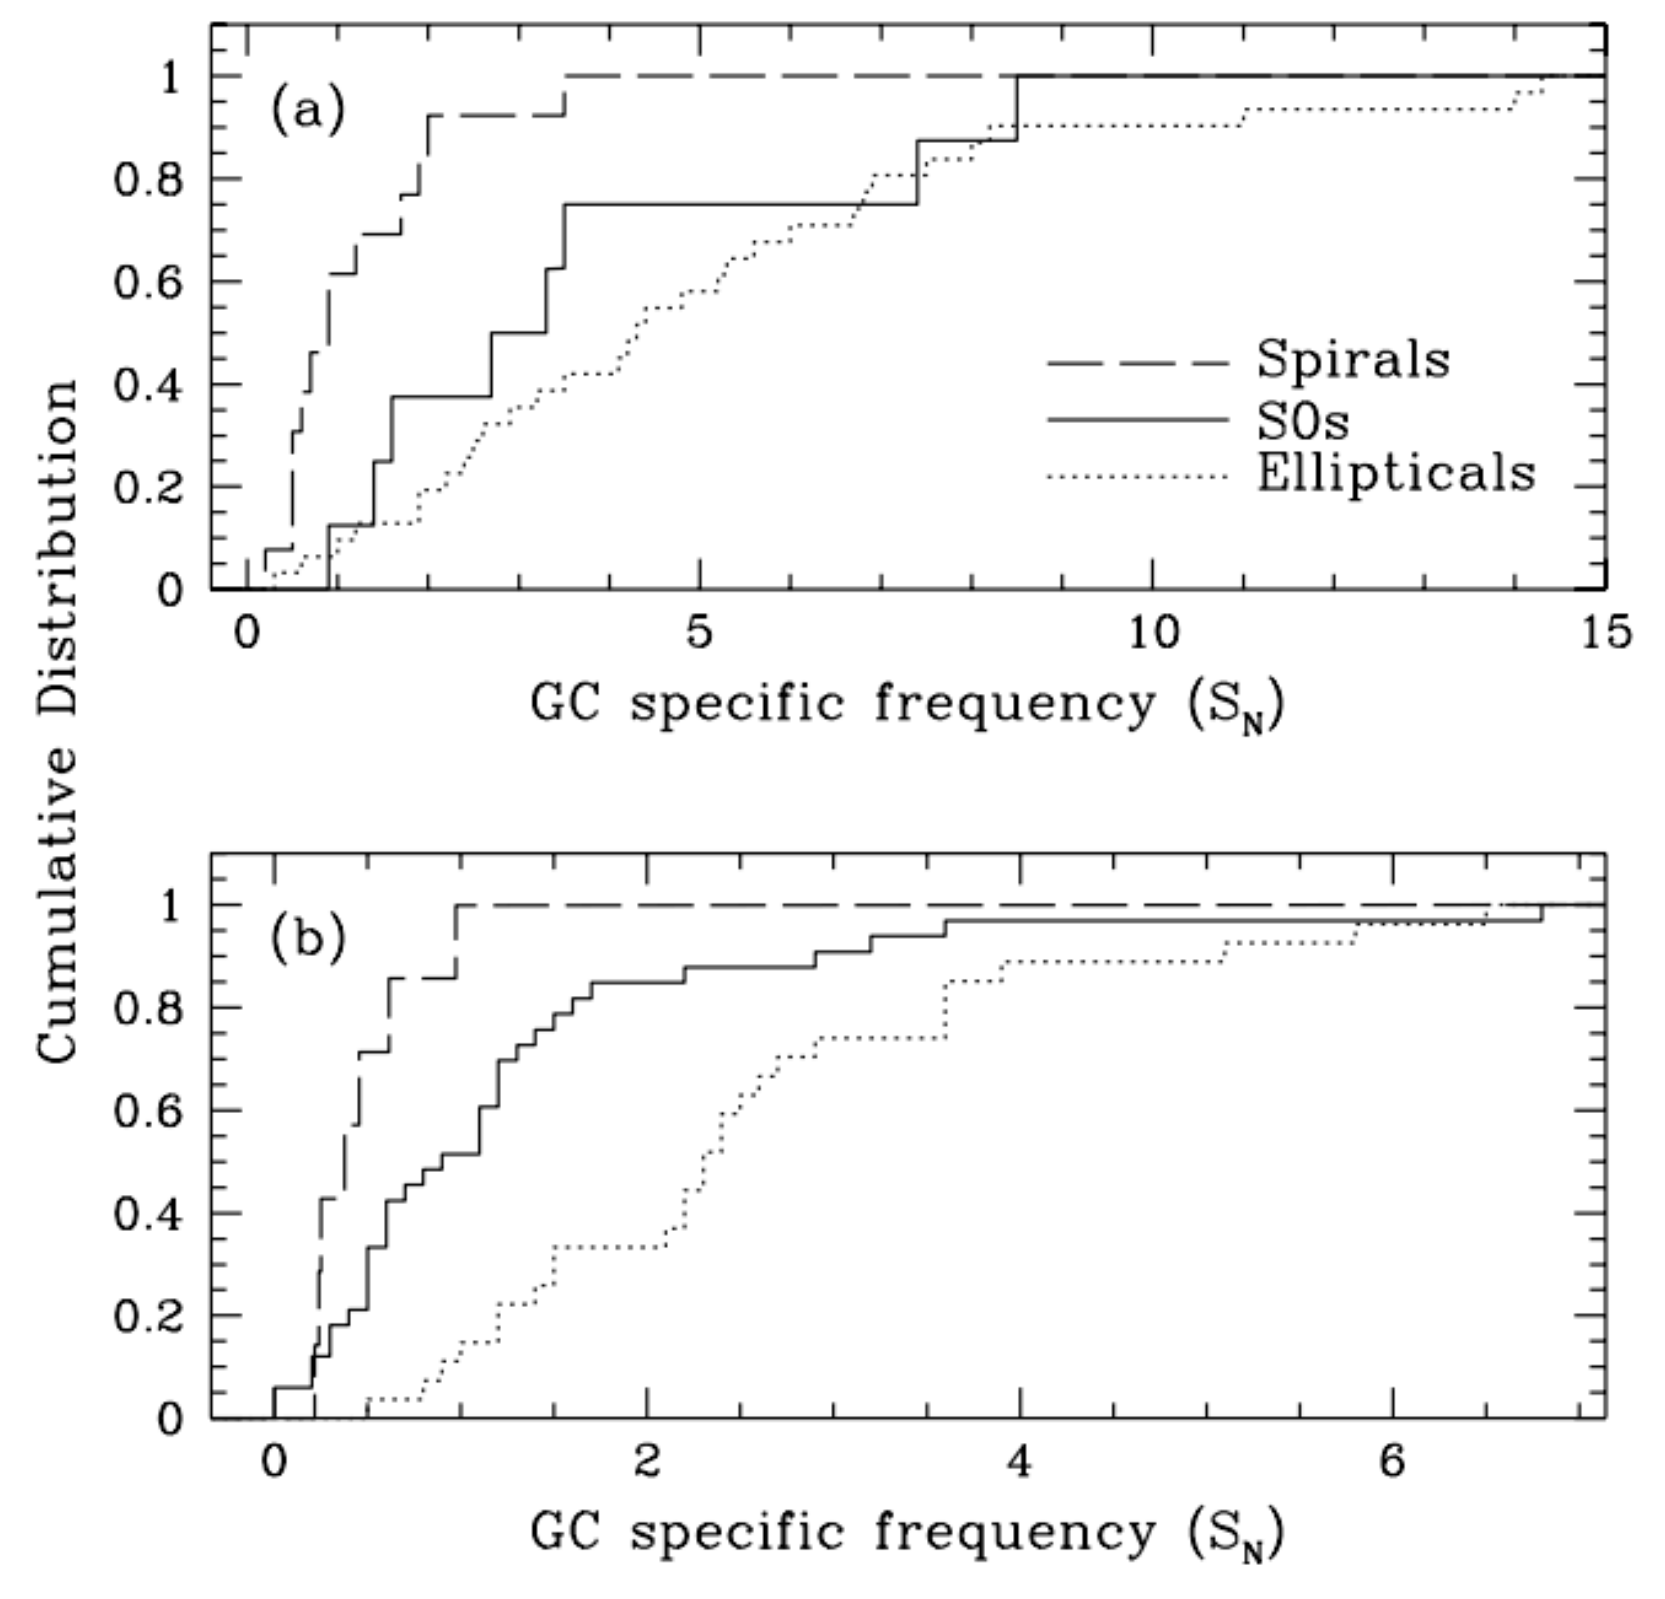 (a)
1
0.8
0.6
0.4
0.2
0
Spirals
S0s
Ellipticals
0 5 10 15
GC specific frequency (S_N)
Cumulative Distribution
(b)
1
0.8
0.6
0.4
0.2
0
0 2 4 6
GC specific frequency (S_N)